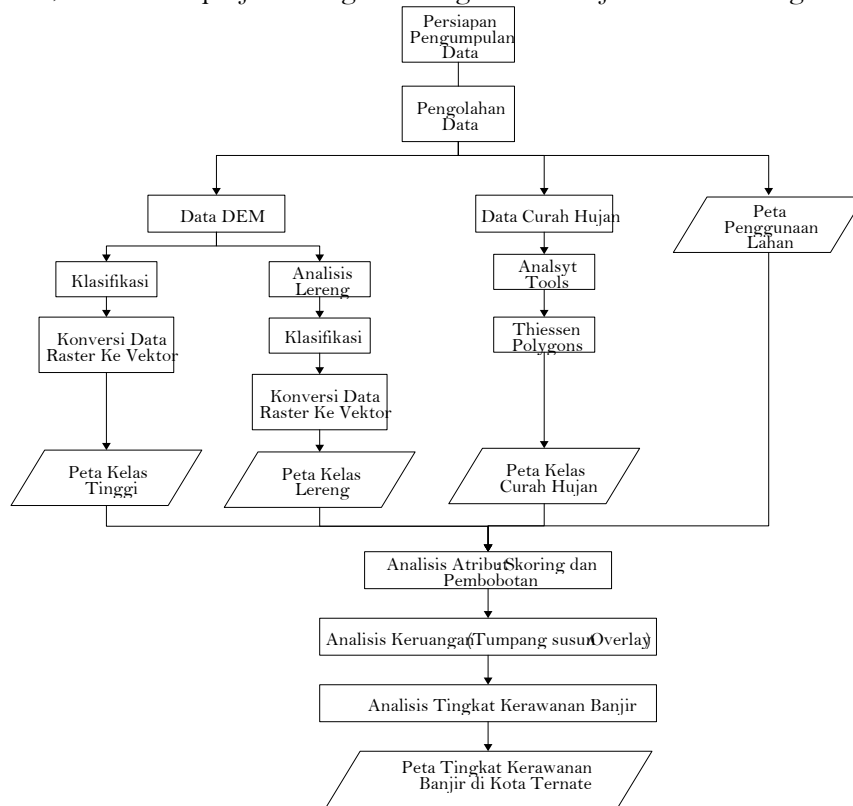 Persiapan
Pengumpulan
Data
Pengolahan
Data
Data DEM
Data Curah Hujan
Peta
Penggunaan
Lahan
Klasifikasi
Analisis
Lereng
Analsyt
Tools
Konversi Data
Raster Ke Vektor
Klasifikasi
Thiessen
Polygons
Konversi Data
Raster Ke Vektor
Peta Kelas
Tinggi
Peta Kelas
Lereng
Peta Kelas
Curah Hujan
Analisis Atribut:Skoring dan
Pembobotan
Analisis Keruangan(Tumpang susun/Overlay)
Analisis Tingkat Kerawanan Banjir
Peta Tingkat Kerawanan
Banjir di Kota Ternate